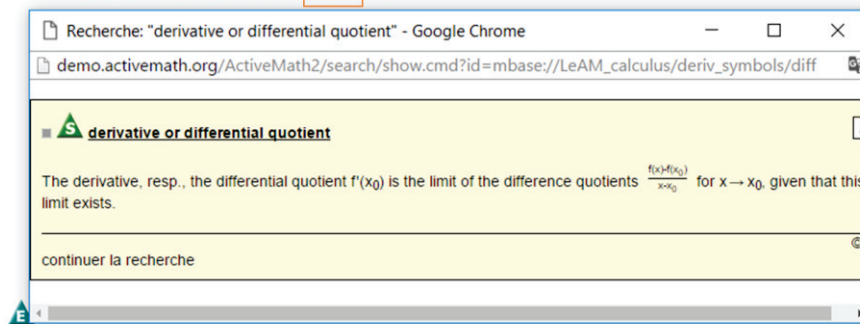 Recherche: "derivative or differential quotient" - Google Chrome
demo.activemath.org/ActiveMath2/search/show.cmd?id=mbase://LeAM_calculus/deriv_symbols/diff
S derivative or differential quotient
The derivative, resp., the differential quotient f'(x₀) is the limit of the difference quotients f(x)-f(x₀)/x-x₀ for x→x₀, given that this
limit exists.
©
continuer la recherche
E